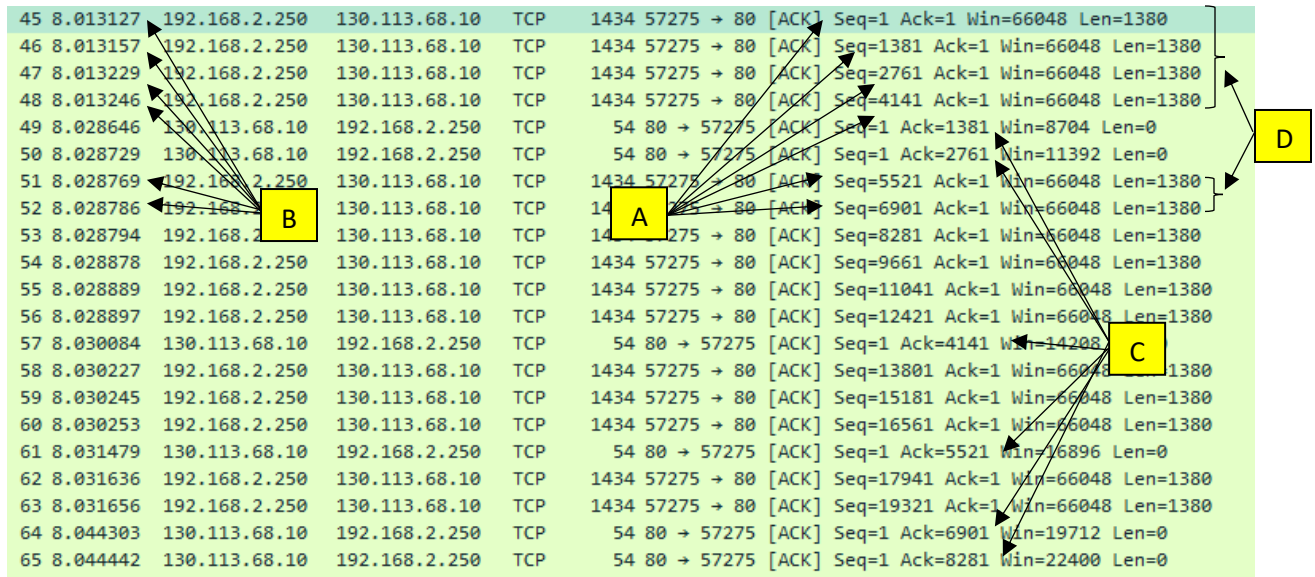 45 8.013127 192.168.2.250 130.113.68.10 TCP 1434 57275 → 80 [ACK] Seq=1 Ack=1 Win=66048 Len=1380
46 8.013157 192.168.2.250 130.113.68.10 TCP 1434 57275 → 80 [ACK] Seq=1381 Ack=1 Win=66048 Len=1380
47 8.013229 192.168.2.250 130.113.68.10 TCP 1434 57275 → 80 [ACK] Seq=2761 Ack=1 Win=66048 Len=1380
48 8.013246 192.168.2.250 130.113.68.10 TCP 1434 57275 → 80 [ACK] Seq=4141 Ack=1 Win=66048 Len=1380
49 8.028646 130.113.68.10 192.168.2.250 TCP 54 80 → 57275 [ACK] Seq=1 Ack=1381 Win=8704 Len=0
D
50 8.028729 130.113.68.10 192.168.2.250 TCP 54 80 → 57275 [ACK] Seq=1 Ack=2761 Win=11392 Len=0
51 8.028769 192.168.2.250 130.113.68.10 TCP 1434 57275 → 80 [ACK] Seq=5521 Ack=1 Win=66048 Len=1380
52 8.028786 130.113.68.10 TCP → 80 [ACK] Seq=6901 Ack=1 Win=66048 Len=1380
B
A
53 8.028794 130.113.68.10 TCP → 80 [ACK] Seq=8281 Ack=1 Win=66048 Len=1380
54 8.028878 192.168.2.250 130.113.68.10 TCP 1434 57275 → 80 [ACK] Seq=9661 Ack=1 Win=66048 Len=1380
55 8.028889 192.168.2.250 130.113.68.10 TCP 1434 57275 → 80 [ACK] Seq=11041 Ack=1 Win=66048 Len=1380
56 8.028897 192.168.2.250 130.113.68.10 TCP 1434 57275 → 80 [ACK] Seq=12421 Ack=1 Win=66048 Len=1380
57 8.030084 130.113.68.10 192.168.2.250 TCP 54 80 → 57275 [ACK] Seq=1 Ack=4141 Win=14208
C
58 8.030227 192.168.2.250 130.113.68.10 TCP 1434 57275 → 80 [ACK] Seq=13801 Ack=1 Win=66048
59 8.030245 192.168.2.250 130.113.68.10 TCP 1434 57275 → 80 [ACK] Seq=15181 Ack=1 Win=66048 Len=1380
60 8.030253 192.168.2.250 130.113.68.10 TCP 1434 57275 → 80 [ACK] Seq=16561 Ack=1 Win=66048 Len=1380
61 8.031479 130.113.68.10 192.168.2.250 TCP 54 80 → 57275 [ACK] Seq=1 Ack=5521 Win=16896 Len=0
62 8.031636 192.168.2.250 130.113.68.10 TCP 1434 57275 → 80 [ACK] Seq=17941 Ack=1 Win=66048 Len=1380
63 8.031656 192.168.2.250 130.113.68.10 TCP 1434 57275 → 80 [ACK] Seq=19321 Ack=1 Win=66048 Len=1380
64 8.044303 130.113.68.10 192.168.2.250 TCP 54 80 → 57275 [ACK] Seq=1 Ack=6901 Win=19712 Len=0
65 8.044442 130.113.68.10 192.168.2.250 TCP 54 80 → 57275 [ACK] Seq=1 Ack=8281 Win=22400 Len=0